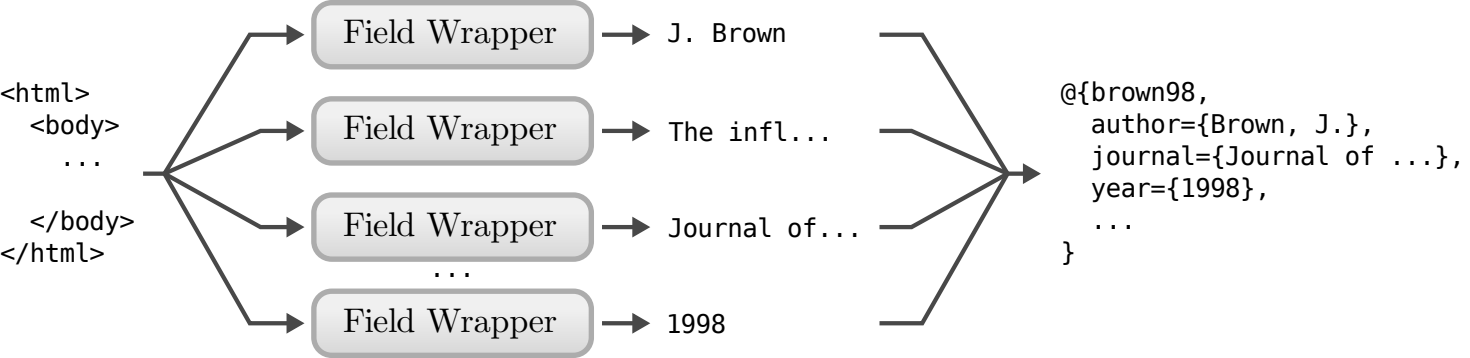 <html>
<body>
...
</body>
</html>
Field Wrapper
J. Brown
Field Wrapper
The infl...
Field Wrapper
Journal of...
...
Field Wrapper
1998
@{brown98,
author={Brown, J.},
journal={Journal of ...},
year={1998},
...
}